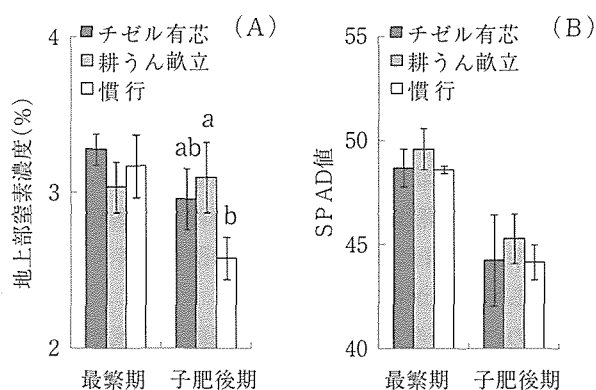 (A)
チゼル有芯
耕うん畝立
慣行
地上部窒素濃度(%)
4
3
2
ab
a
b
最繁期
子肥後期
(B)
チゼル有芯
耕うん畝立
慣行
SPAD値
55
50
45
40
最繁期
子肥後期